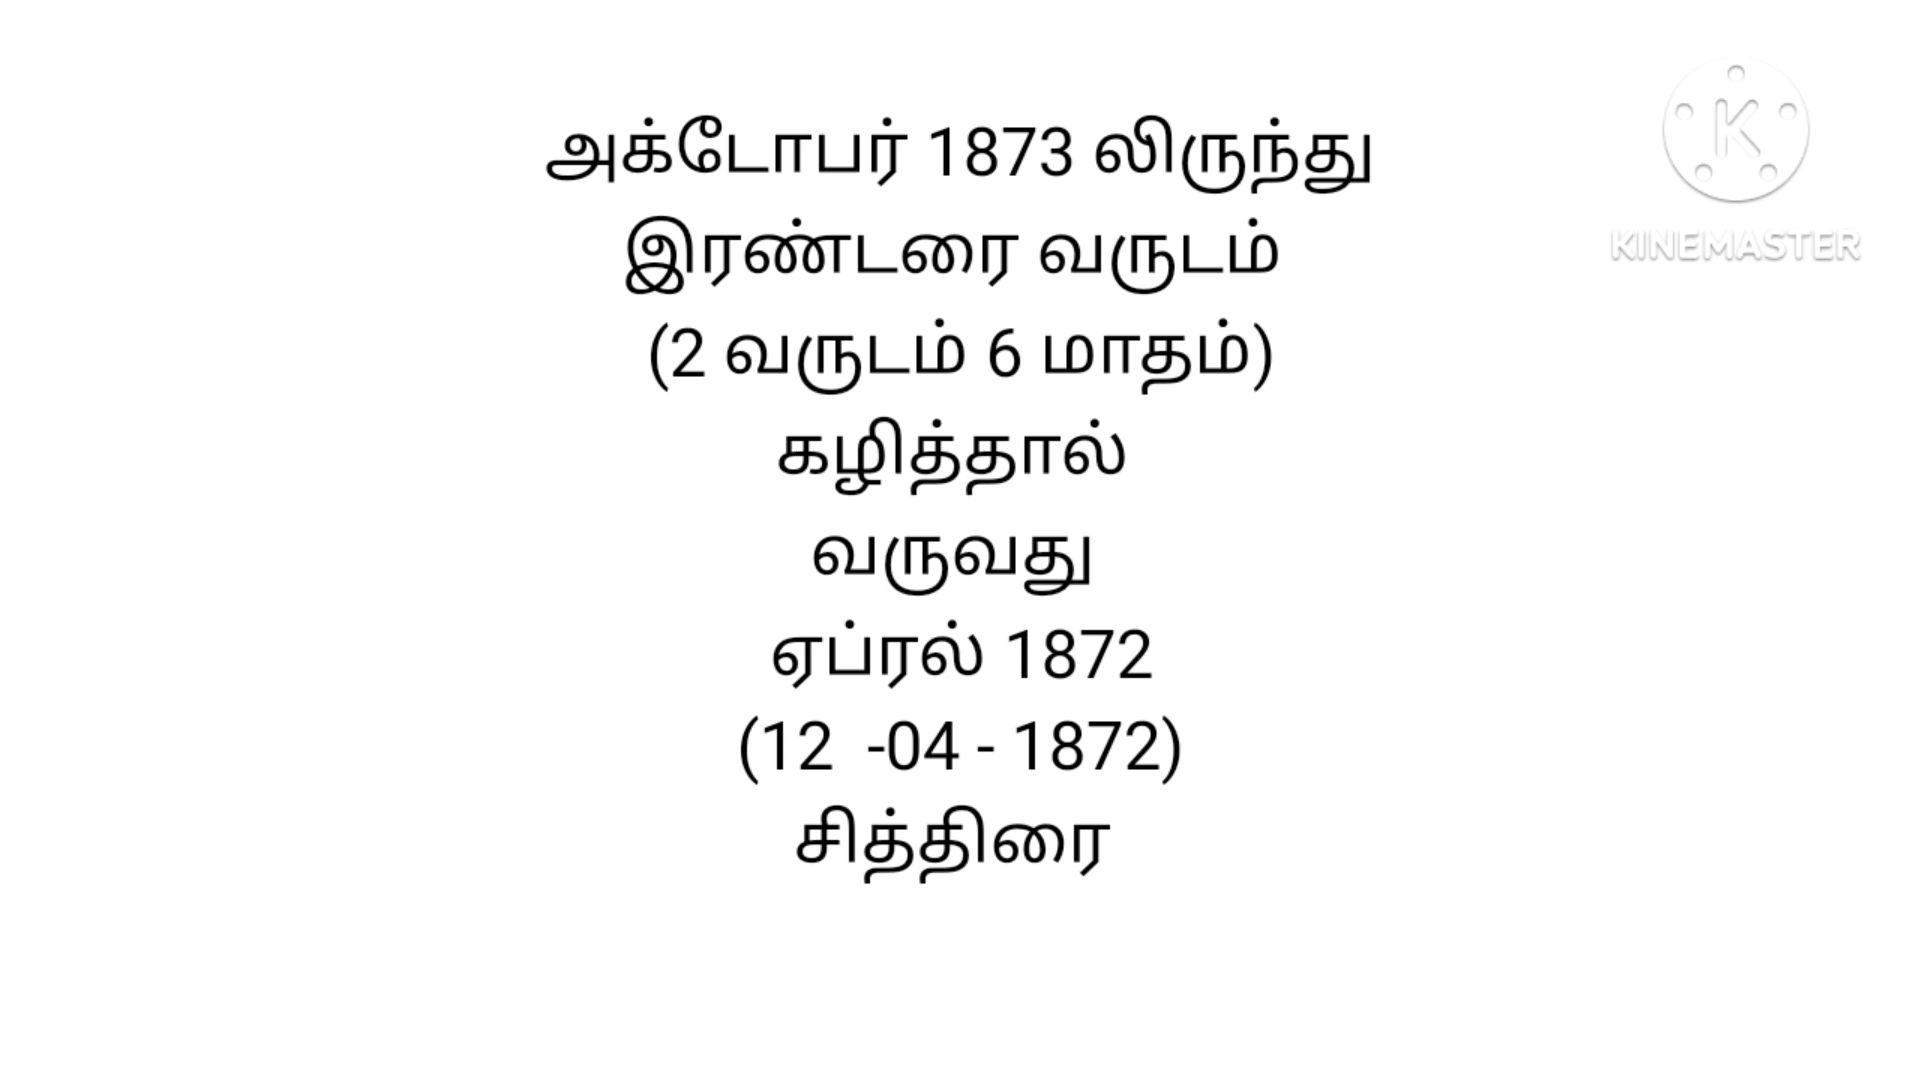 அக்டோபர் 1873 லிருந்து
இரண்டரை வருடம்
(2 வருடம் 6 மாதம்)
கழித்தால்
வருவது
ஏப்ரல் 1872
(12  -04 - 1872)
சித்திரை
K
KINEMASTER